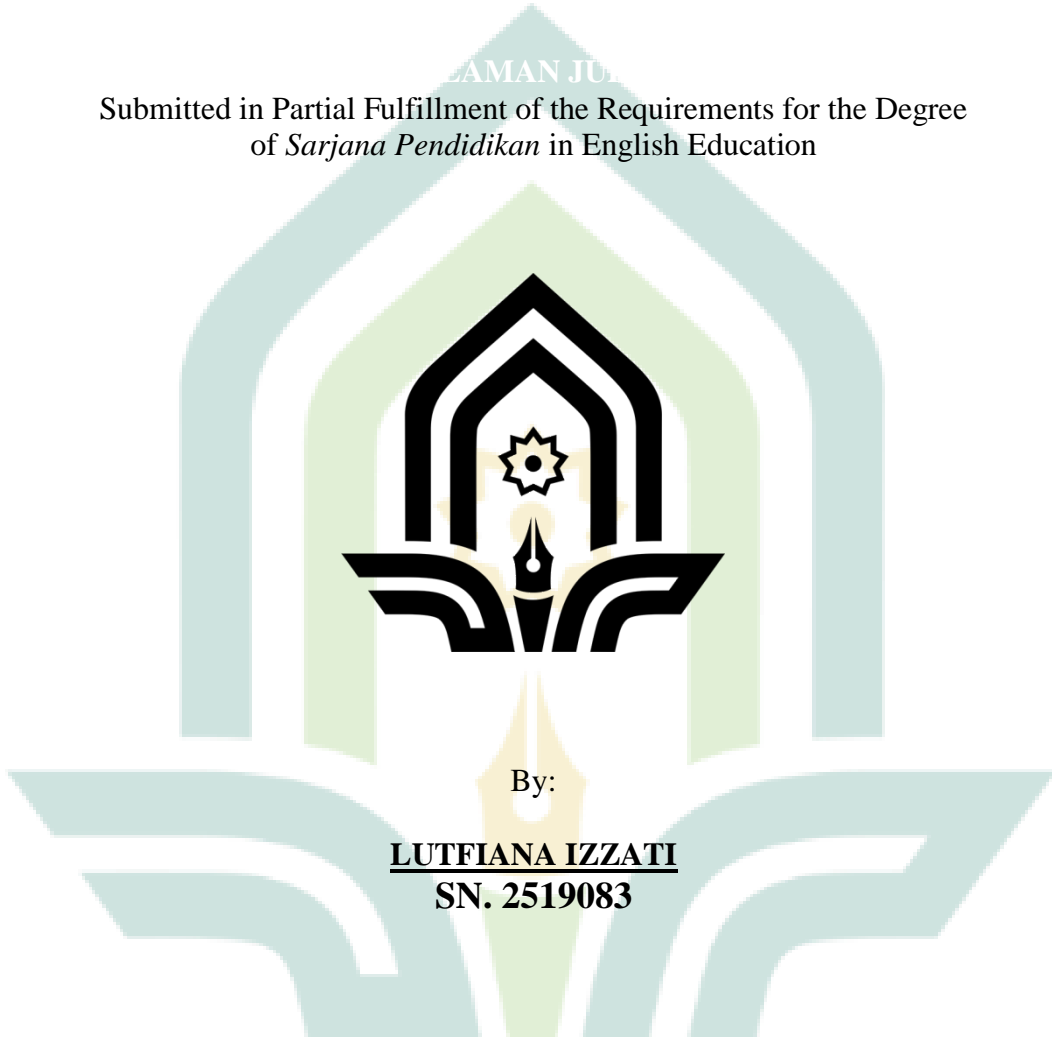 Submitted in Partial Fulfillment of the Requirements for the Degree
of Sarjana Pendidikan in English Education
By:
LUTFIANA IZZATI
SN. 2519083